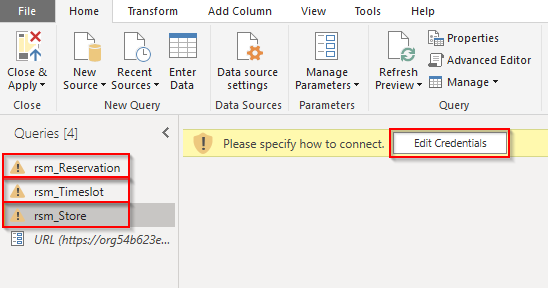 File Home Transform Add Column View Tools Help
Close & Apply
New Source
Recent Sources
Enter Data
Data source settings
Manage Parameters
Refresh Preview
Properties
Advanced Editor
Manage
Close New Query Data Sources Parameters Query
Queries [4]
Please specify how to connect. Edit Credentials
rsm_Reservation
rsm_Timeslot
rsm_Store
URL (https://org54b623e...